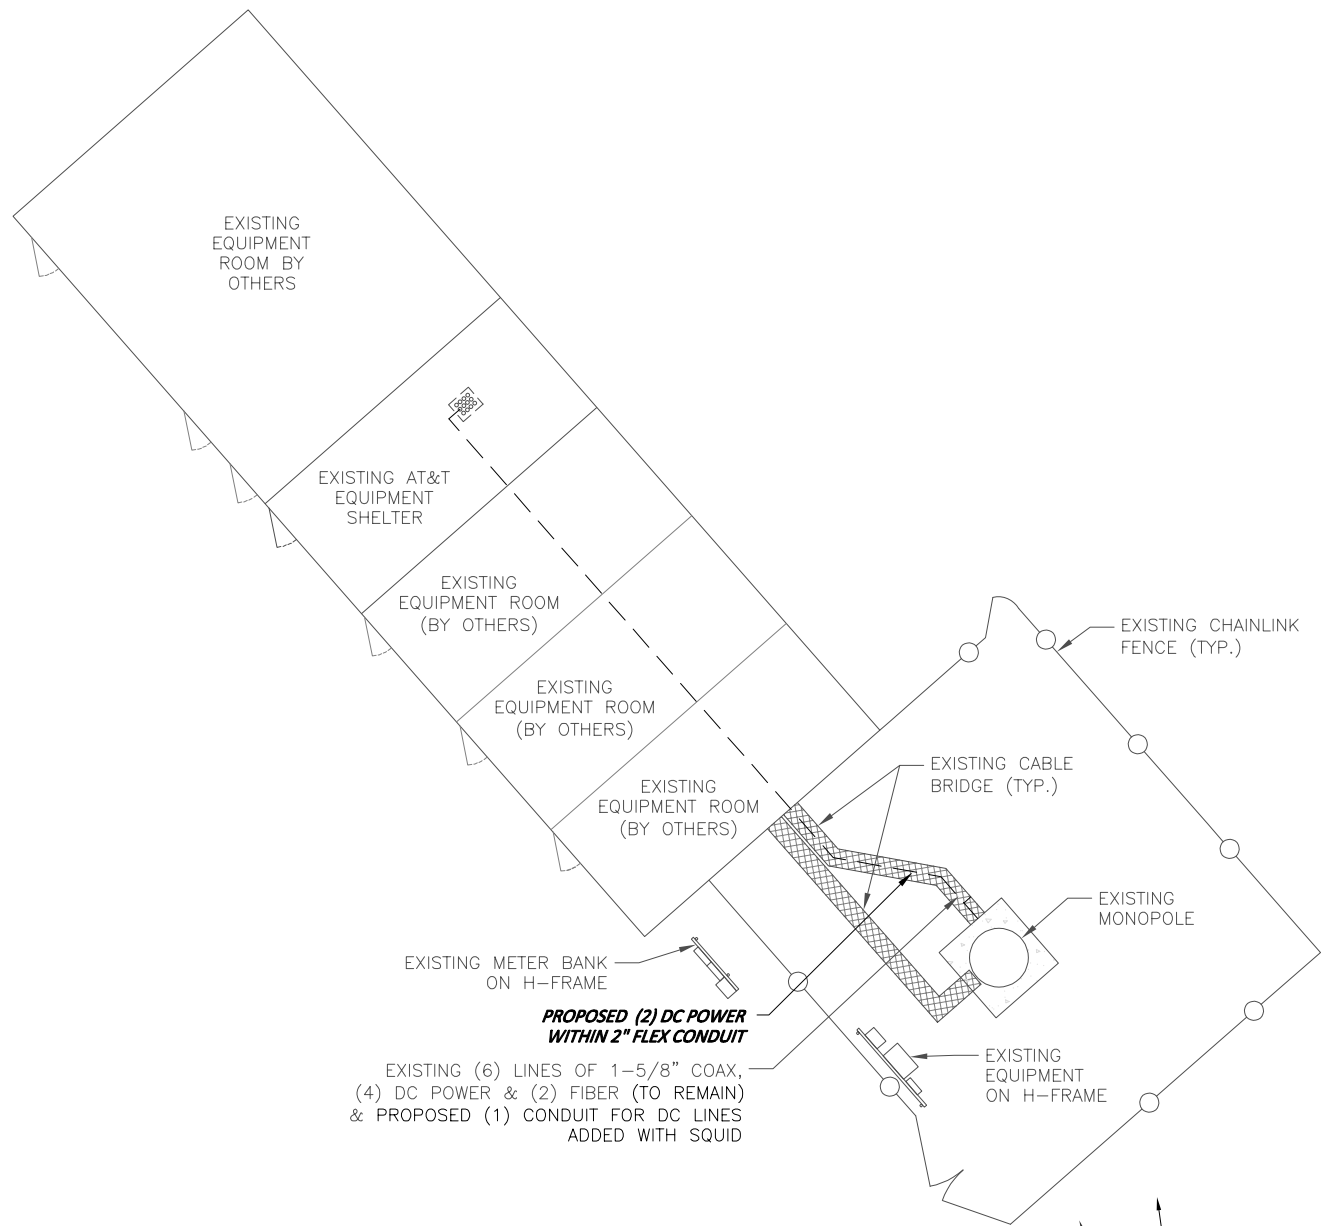 EXISTING
EQUIPMENT
ROOM BY
OTHERS
EXISTING AT&T
EQUIPMENT
SHELTER
EXISTING
EQUIPMENT ROOM
(BY OTHERS)
EXISTING CHAINLINK
FENCE (TYP.)
EXISTING
EQUIPMENT ROOM
(BY OTHERS)
EXISTING CABLE
BRIDGE (TYP.)
EXISTING
EQUIPMENT ROOM
(BY OTHERS)
EXISTING
MONOPOLE
EXISTING METER BANK
ON H-FRAME
PROPOSED (2) DC POWER
WITHIN 2" FLEX CONDUIT
EXISTING (6) LINES OF 1-5/8" COAX,
(4) DC POWER & (2) FIBER (TO REMAIN)
& PROPOSED (1) CONDUIT FOR DC LINES
ADDED WITH SQUID
EXISTING
EQUIPMENT
ON H-FRAME